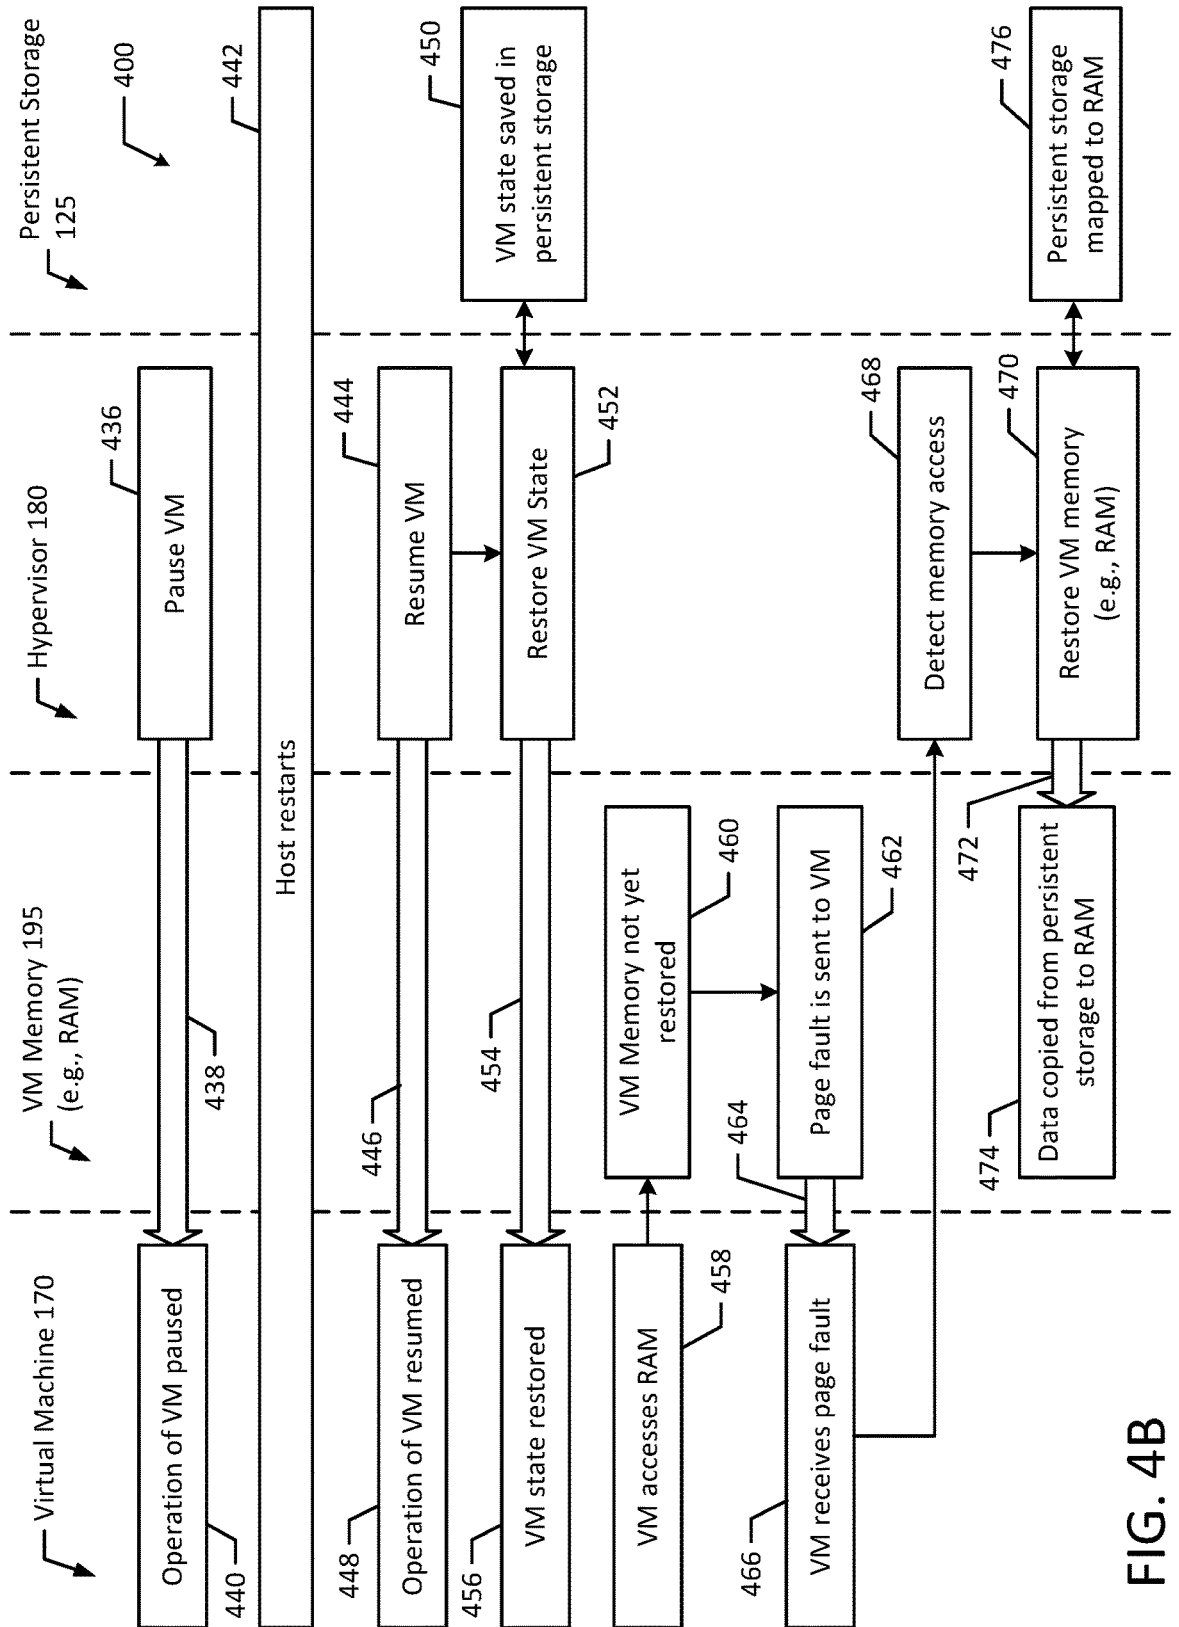 Virtual Machine 170
VM Memory 195
(e.g., RAM)
Hypervisor 180
Persistent Storage
125
400
Operation of VM paused
440
438
Pause VM
436
Host restarts
442
Operation of VM resumed
448
446
Resume VM
444
VM state restored
456
454
Restore VM State
452
VM state saved in
persistent storage
450
VM accesses RAM
458
VM Memory not yet
restored
460
Page fault is sent to VM
462
464
VM receives page fault
466
Detect memory access
468
Restore VM memory
(e.g., RAM)
470
472
Data copied from persistent
storage to RAM
474
Persistent storage
mapped to RAM
476
FIG. 4B